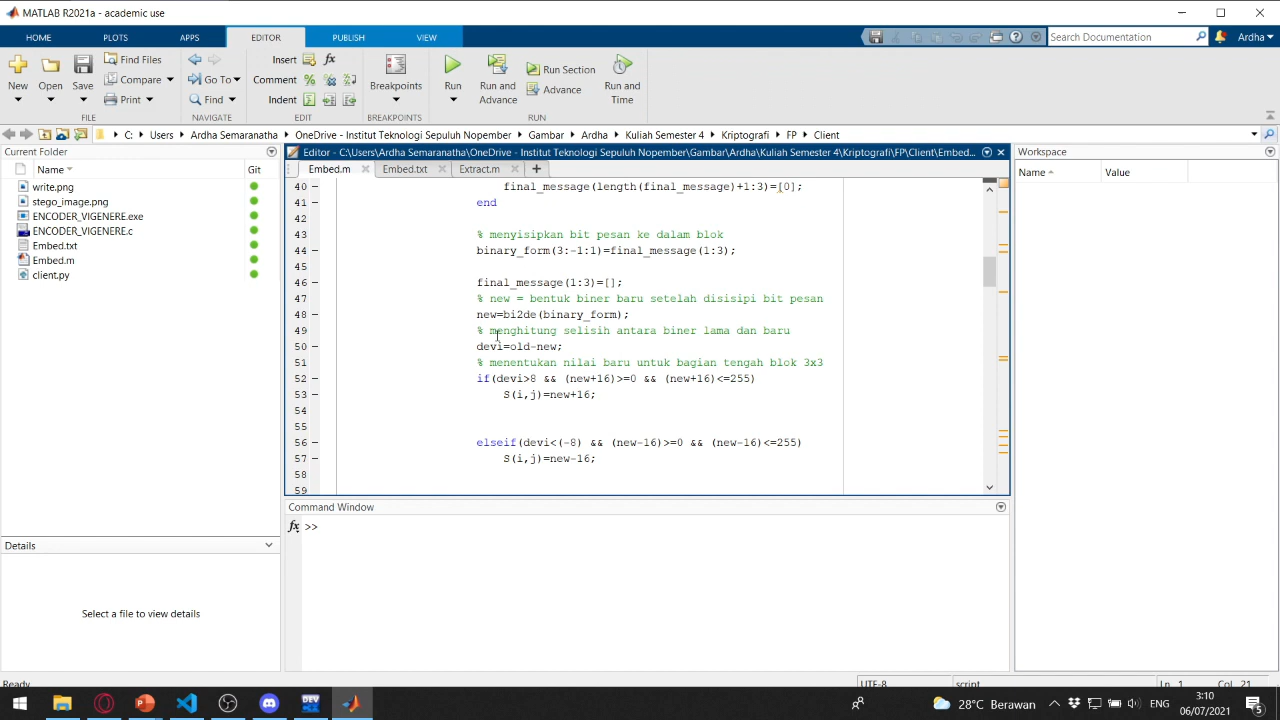 MATLAB R2021a - academic use
HOME PLOTS APPS EDITOR PUBLISH VIEW Search Documentation Ardha
New Open Save Find Files Compare Print
Go To Find
Insert Comment Indent
Breakpoints
Run Run and Advance Run Section Advance Run and Time
FILE NAVIGATE EDIT BREAKPOINTS RUN
C: Users Ardha Semaranatha OneDrive - Institut Teknologi Sepuluh Nopember Gambar Ardha Kuliah Semester 4 Kriptografi FP Client
Current Folder
Name Git
write.png
stego_image.png
ENCODER_VIGENERE.exe
ENCODER_VIGENERE.c
Embed.txt
Embed.m
client.py
Details
Select a file to view details
Editor - C:\Users\Ardha Semaranatha\OneDrive - Institut Teknologi Sepuluh Nopember\Gambar\Ardha\Kuliah Semester 4\Kriptografi\FP\Client\Embed...
Embed.m Embed.txt Extract.m
40 - final_message(length(final_message)+1:3)=[0];
41 - end
42
43 % menyisipkan bit pesan ke dalam blok
44 - binary_form(3:-1:1)=final_message(1:3);
45
46 - final_message(1:3)=[];
47 % new = bentuk biner baru setelah disisipi bit pesan
48 - new=bi2de(binary_form);
49 % menghitung selisih antara biner lama dan baru
50 - devi=old-new;
51 % menentukan nilai baru untuk bagian tengah blok 3x3
52 - if(devi>8 && (new+16)>=0 && (new+16)<=255)
53 - S(i,j)=new+16;
54
55
56 - elseif(devi<(-8) && (new-16)>=0 && (new-16)<=255)
57 - S(i,j)=new-16;
58
59
Command Window
fx >>
Workspace
Name Value
Ready
UTF-8 script Ln 1 Col 21
28°C Berawan ENG 3:10
06/07/2021 5